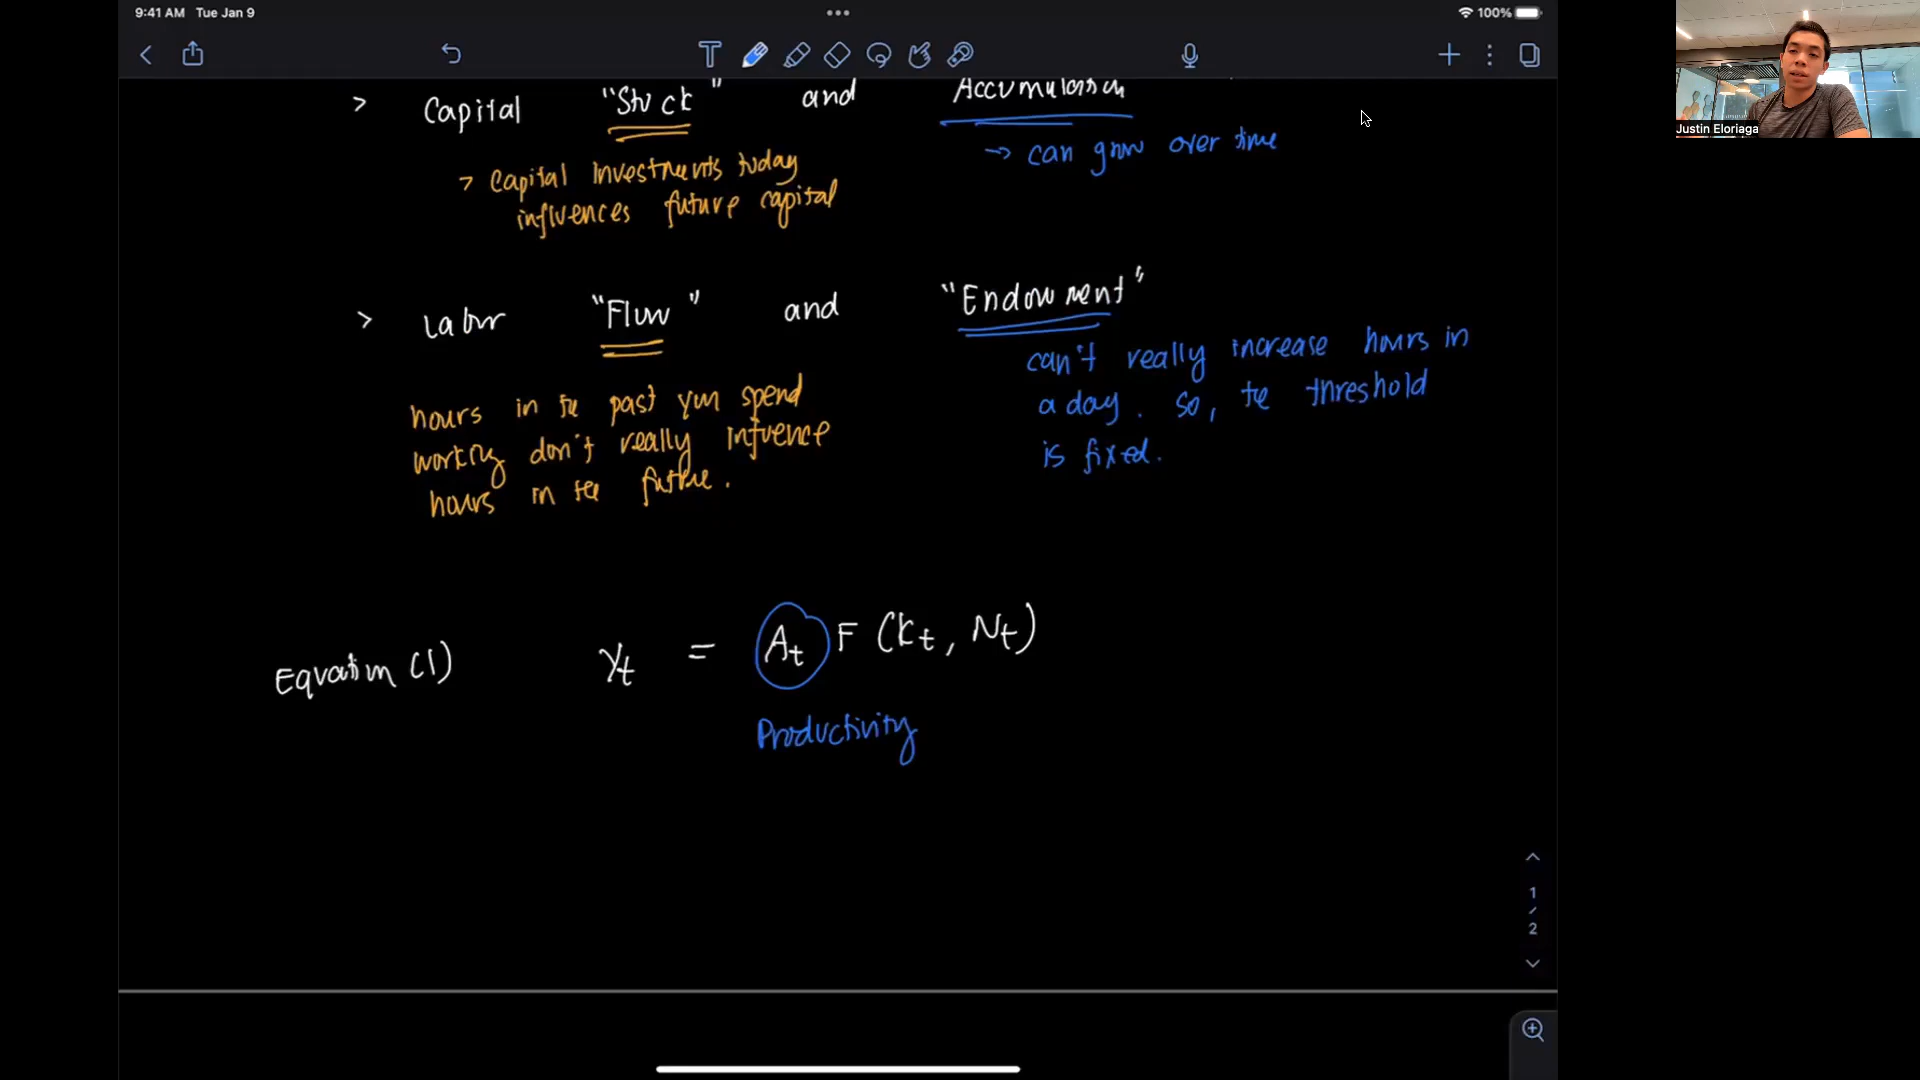 9:41 AM Tue Jan 9
100%
Justin Eloriaga
> Capital "Stock" and Accumulation
→ can grow over time
> Capital investments today
influences future capital
> Labor "Flow" and "Endowment"
can't really increase hours in
a day. so, the threshold
is fixed.
hours in the past you spend
working don't really influence
hours in the future.
Equation (1) Yt = At F (Kt, Nt)
Productivity
1
/
2